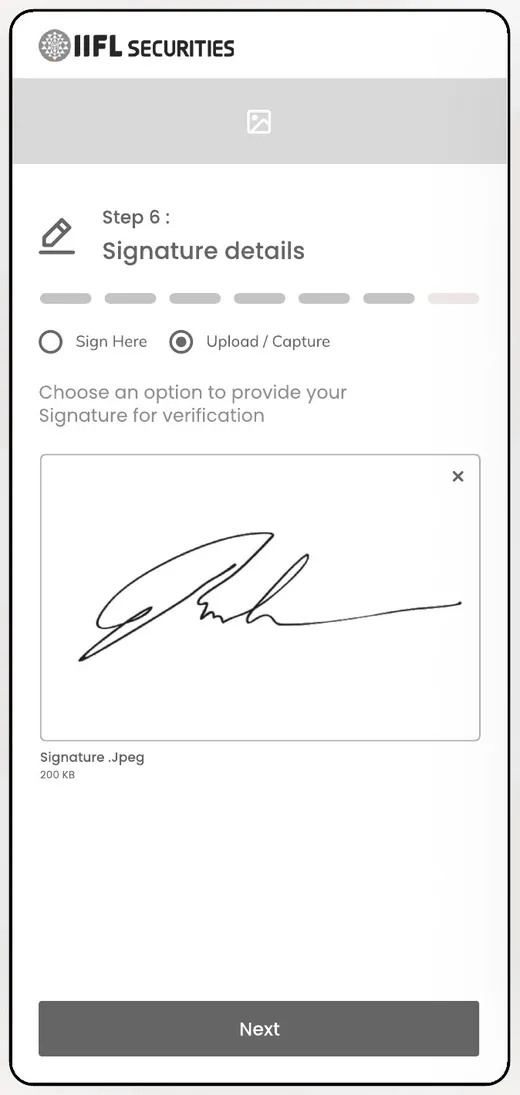 IIFL SECURITIES
Step 6 :
Signature details
Sign Here
Upload / Capture
Choose an option to provide your
Signature for verification
Signature .Jpeg
200 KB
Next